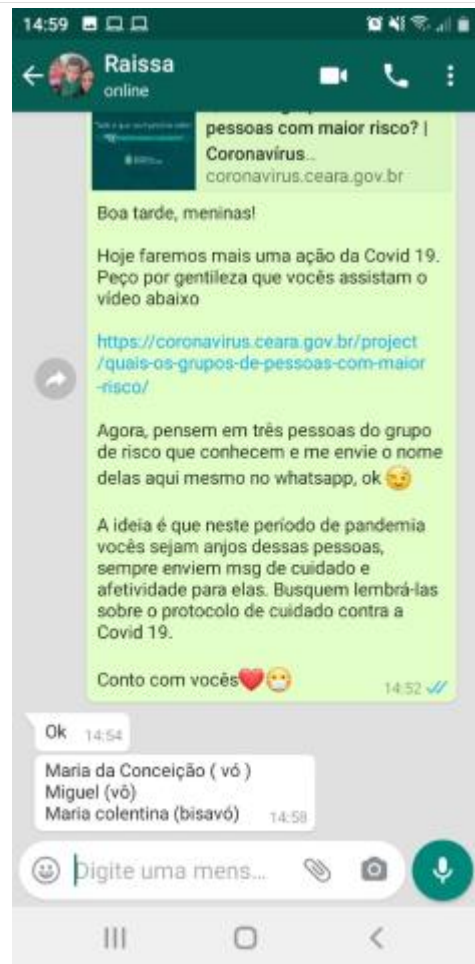 14:59
Raissa
online
pessoas com maior risco? |
Coronavírus...
coronavirus.ceara.gov.br
Boa tarde, meninas!
Hoje faremos mais uma ação da Covid 19.
Peço por gentileza que vocês assistam o
vídeo abaixo
https://coronavirus.ceara.gov.br/project
/quais-os-grupos-de-pessoas-com-maior
-risco/
Agora, pensem em três pessoas do grupo
de risco que conhecem e me envie o nome
delas aqui mesmo no whatsapp, ok 😉
A ideia é que neste período de pandemia
vocês sejam anjos dessas pessoas,
sempre enviem msg de cuidado e
afetividade para elas. Busquem lembrá-las
sobre o protocolo de cuidado contra a
Covid 19.
Conto com vocês❤️😷
14:52
Ok 14:54
Maria da Conceição ( vó )
Miguel (vô)
Maria colentina (bisavó) 14:58
Digite uma mens...